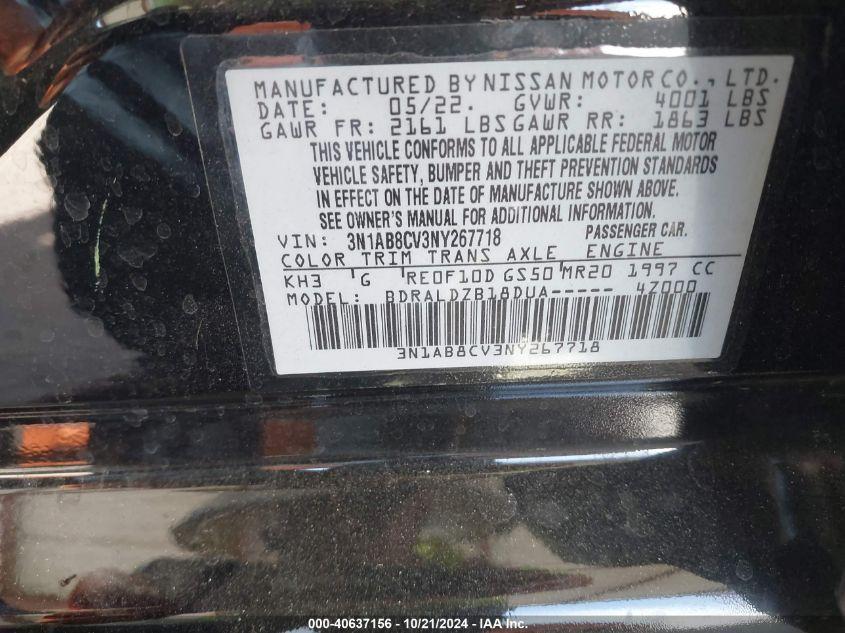 MANUFACTURED BY NISSAN MOTOR CO., LTD.
DATE: 05/22. GVWR: 4001 LBS
GAWR FR: 2161 LBS GAWR RR: 1863 LBS
THIS VEHICLE CONFORMS TO ALL APPLICABLE FEDERAL MOTOR
VEHICLE SAFETY, BUMPER AND THEFT PREVENTION STANDARDS
IN EFFECT ON THE DATE OF MANUFACTURE SHOWN ABOVE.
SEE OWNER'S MANUAL FOR ADDITIONAL INFORMATION.
VIN: 3N1AB8CV3NY267718 PASSENGER CAR.
COLOR TRIM TRANS AXLE ENGINE
KH3 G RE0F10D GS50 MR20 1997 CC
MODEL: BDRALDZB18DUA----- 4Z000
3N1AB8CV3NY267718
000-40637156 - 10/21/2024 - IAA Inc.